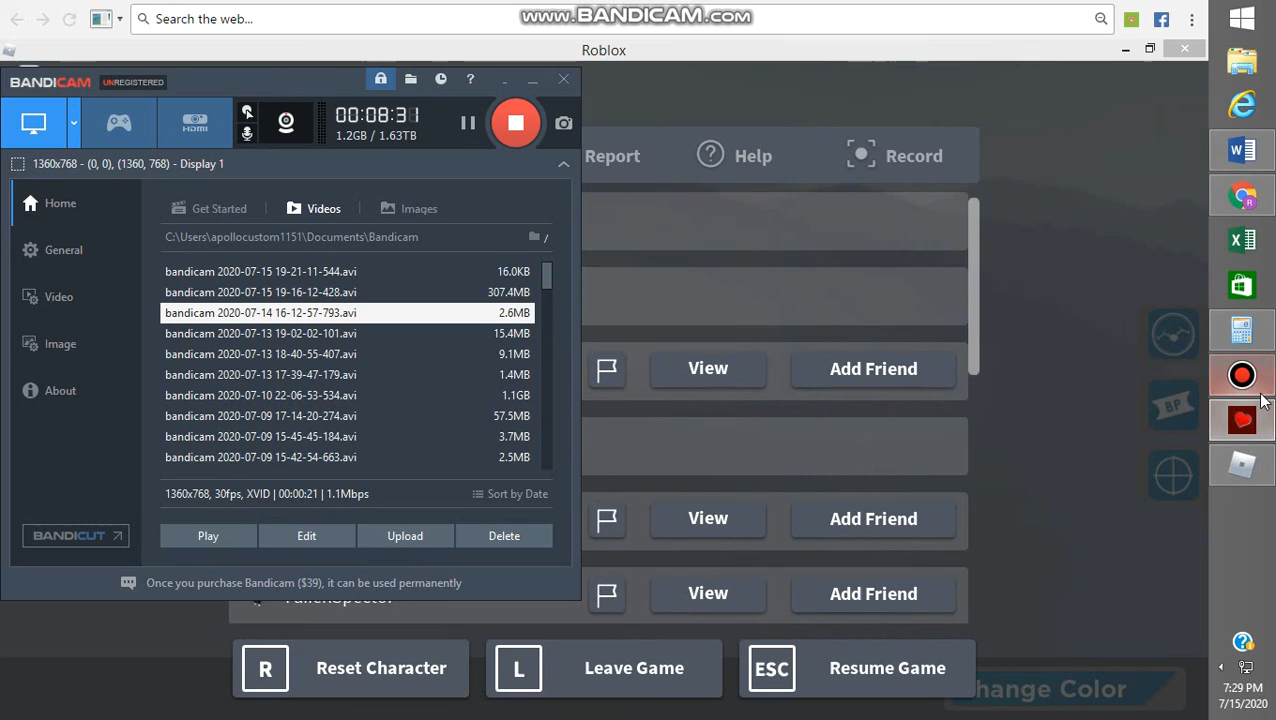 Search the web...
www.BANDICAM.com
Roblox
BANDICAM UNREGISTERED
?
HDMI
00:08:31
1.2GB / 1.63TB
1360x768 - (0, 0), (1360, 768) - Display 1
Report
Help
Record
Home
General
Video
Image
About
Get Started
Videos
Images
C:\Users\apollocustom1151\Documents\Bandicam
/
bandicam 2020-07-15 19-21-11-544.avi 16.0KB
bandicam 2020-07-15 19-16-12-428.avi 307.4MB
bandicam 2020-07-14 16-12-57-793.avi 2.6MB
bandicam 2020-07-13 19-02-02-101.avi 15.4MB
bandicam 2020-07-13 18-40-55-407.avi 9.1MB
bandicam 2020-07-13 17-39-47-179.avi 1.4MB
bandicam 2020-07-10 22-06-53-534.avi 1.1GB
bandicam 2020-07-09 17-14-20-274.avi 57.5MB
bandicam 2020-07-09 15-45-45-184.avi 3.7MB
bandicam 2020-07-09 15-42-54-663.avi 2.5MB
1360x768, 30fps, XVID | 00:00:21 | 1.1Mbps
Sort by Date
BANDICUT
Play
Edit
Upload
Delete
Once you purchase Bandicam ($39), it can be used permanently
View
Add Friend
View
Add Friend
View
Add Friend
BP
R Reset Character
L Leave Game
ESC Resume Game
hange Color
7:29 PM
7/15/2020